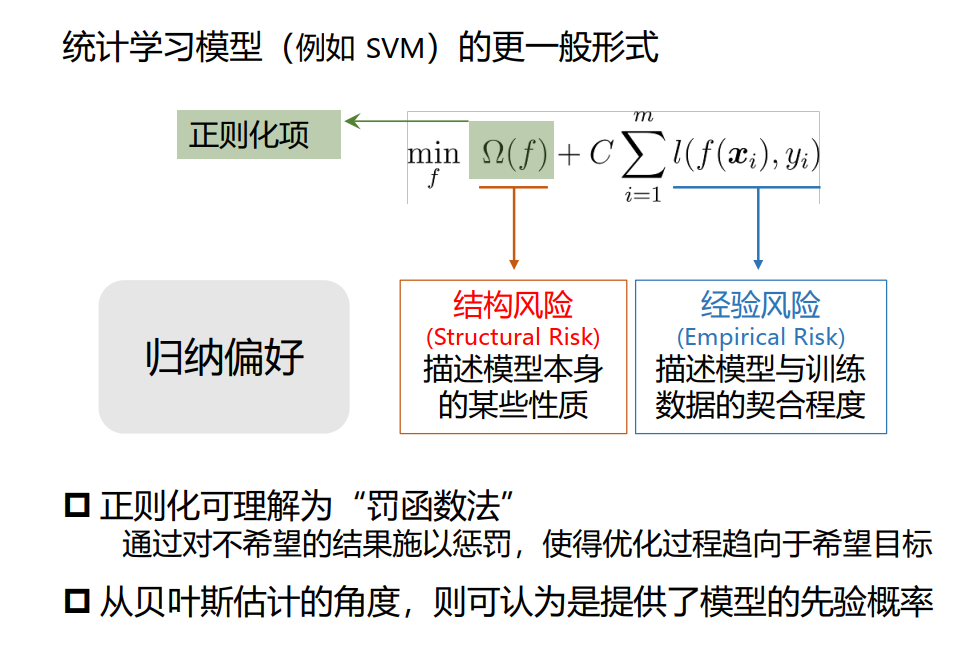 统计学习模型（例如 SVM）的更一般形式
正则化项
min_f Ω(f) + C ∑_{i=1}^{m} l(f(x_i), y_i)
归纳偏好
结构风险
(Structural Risk)
描述模型本身
的某些性质
经验风险
(Empirical Risk)
描述模型与训练
数据的契合程度
正则化可理解为“罚函数法”
通过对不希望的结果施以惩罚，使得优化过程趋向于希望目标
从贝叶斯估计的角度，则可认为是提供了模型的先验概率